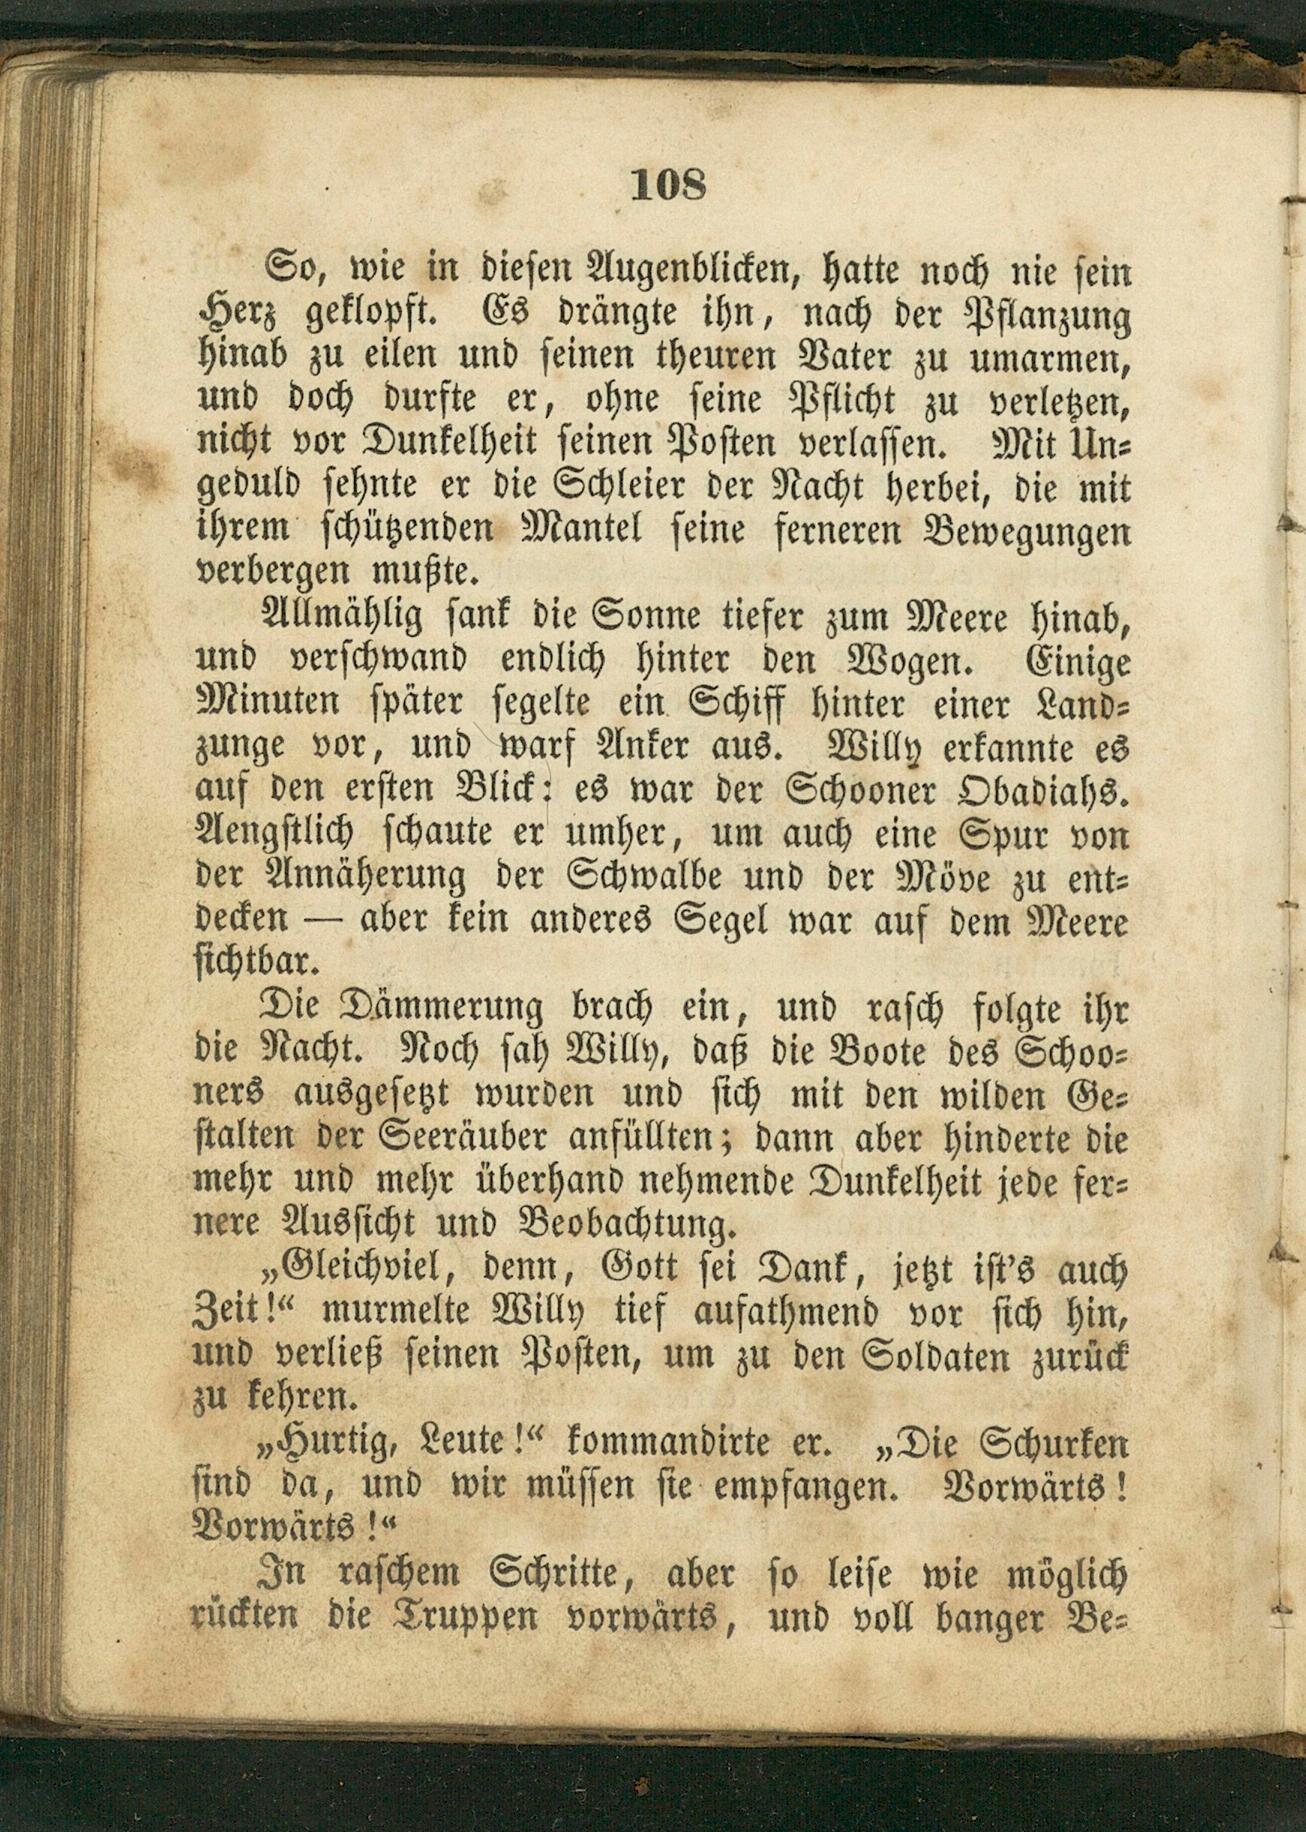 108
So, wie in diesen Augenblicken, hatte noch nie sein
Herz geklopft. Es drängte ihn, nach der Pflanzung
hinab zu eilen und seinen theuren Vater zu umarmen,
und doch durfte er, ohne seine Pflicht zu verletzen,
nicht vor Dunkelheit seinen Posten verlassen. Mit Un-
geduld sehnte er die Schleier der Nacht herbei, die mit
ihrem schützenden Mantel seine ferneren Bewegungen
verbergen mußte.
Allmählig sank die Sonne tiefer zum Meere hinab,
und verschwand endlich hinter den Wogen. Einige
Minuten später segelte ein Schiff hinter einer Land-
zunge vor, und warf Anker aus. Willy erkannte es
auf den ersten Blick: es war der Schooner Obadiahs.
Aengstlich schaute er umher, um auch eine Spur von
der Annäherung der Schwalbe und der Möve zu ent-
decken — aber kein anderes Segel war auf dem Meere
sichtbar.
Die Dämmerung brach ein, und rasch folgte ihr
die Nacht. Noch sah Willy, daß die Boote des Schoo-
ners ausgesetzt wurden und sich mit den wilden Ge-
stalten der Seeräuber anfüllten; dann aber hinderte die
mehr und mehr überhand nehmende Dunkelheit jede fer-
nere Aussicht und Beobachtung.
„Gleichviel, denn, Gott sei Dank, jetzt ist's auch
Zeit!“ murmelte Willy tief aufathmend vor sich hin,
und verließ seinen Posten, um zu den Soldaten zurück
zu kehren.
„Hurtig, Leute!“ kommandirte er. „Die Schurken
sind da, und wir müssen sie empfangen. Vorwärts!
Vorwärts!“
In raschem Schritte, aber so leise wie möglich
rückten die Truppen vorwärts, und voll banger Be-